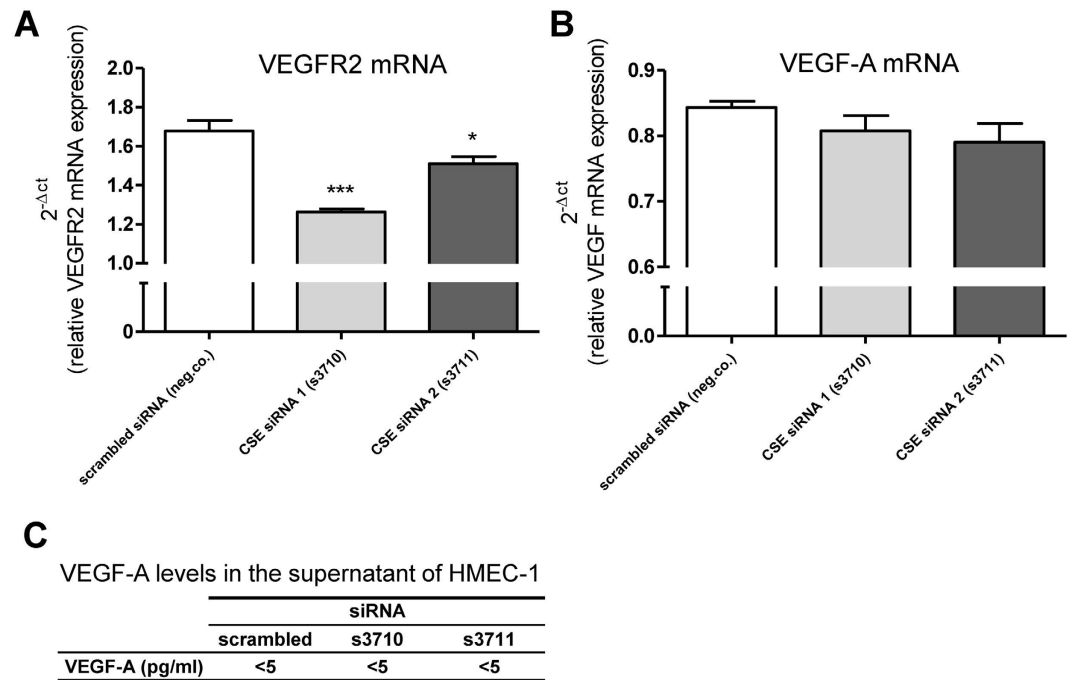 A
VEGFR2 mRNA
2^-Δct
(relative VEGFR2 mRNA expression)
2.0
1.8
1.6
1.4
1.2
1.0
0
***
*
scrambled siRNA (neg.co.)
CSE siRNA 1 (s3710)
CSE siRNA 2 (s3711)
B
VEGF-A mRNA
2^-Δct
(relative VEGF mRNA expression)
0.9
0.8
0.7
0.6
0.0
scrambled siRNA (neg.co.)
CSE siRNA 1 (s3710)
CSE siRNA 2 (s3711)
C
VEGF-A levels in the supernatant of HMEC-1
siRNA
scrambled s3710 s3711
VEGF-A (pg/ml) <5 <5 <5